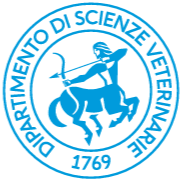 DIPARTIMENTO DI SCIENZE VETERINARIE
1769